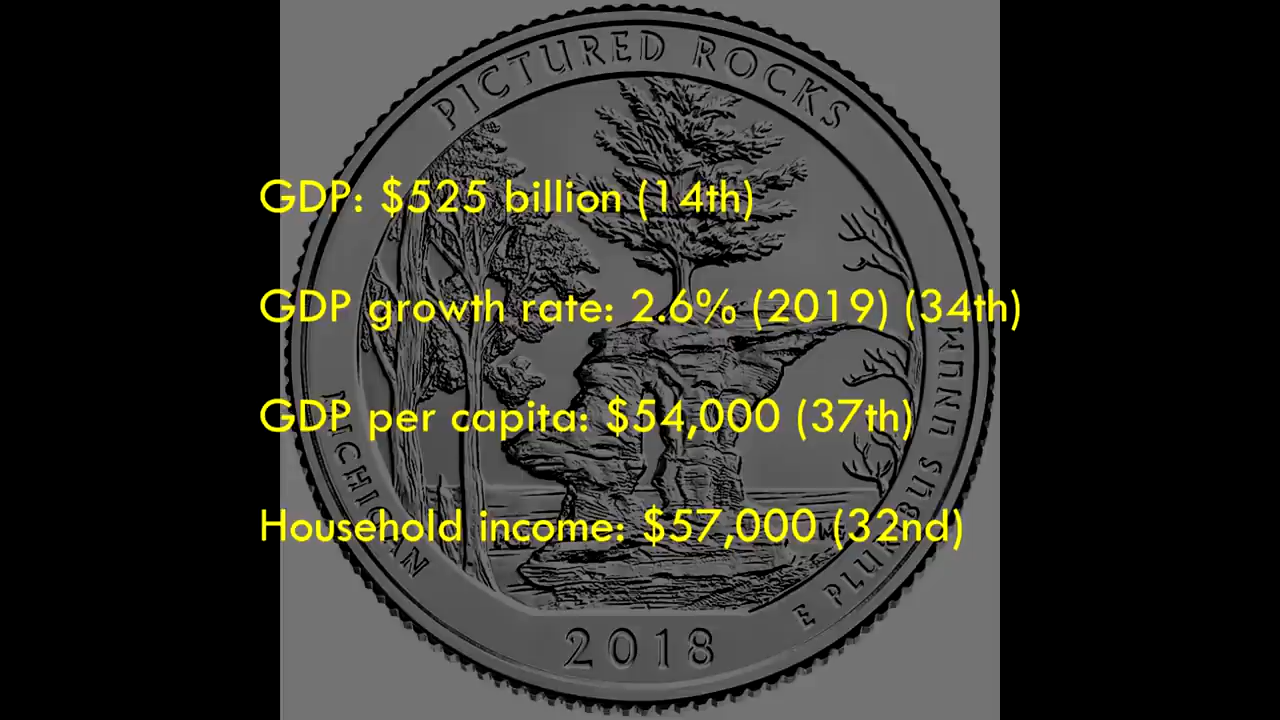 PICTURED ROCKS
GDP: $525 billion (14th)
GDP growth rate: 2.6% (2019) (34th)
GDP per capita: $54,000 (37th)
Household income: $57,000 (32nd)
MICHIGAN
E PLURIBUS UNUM
2018